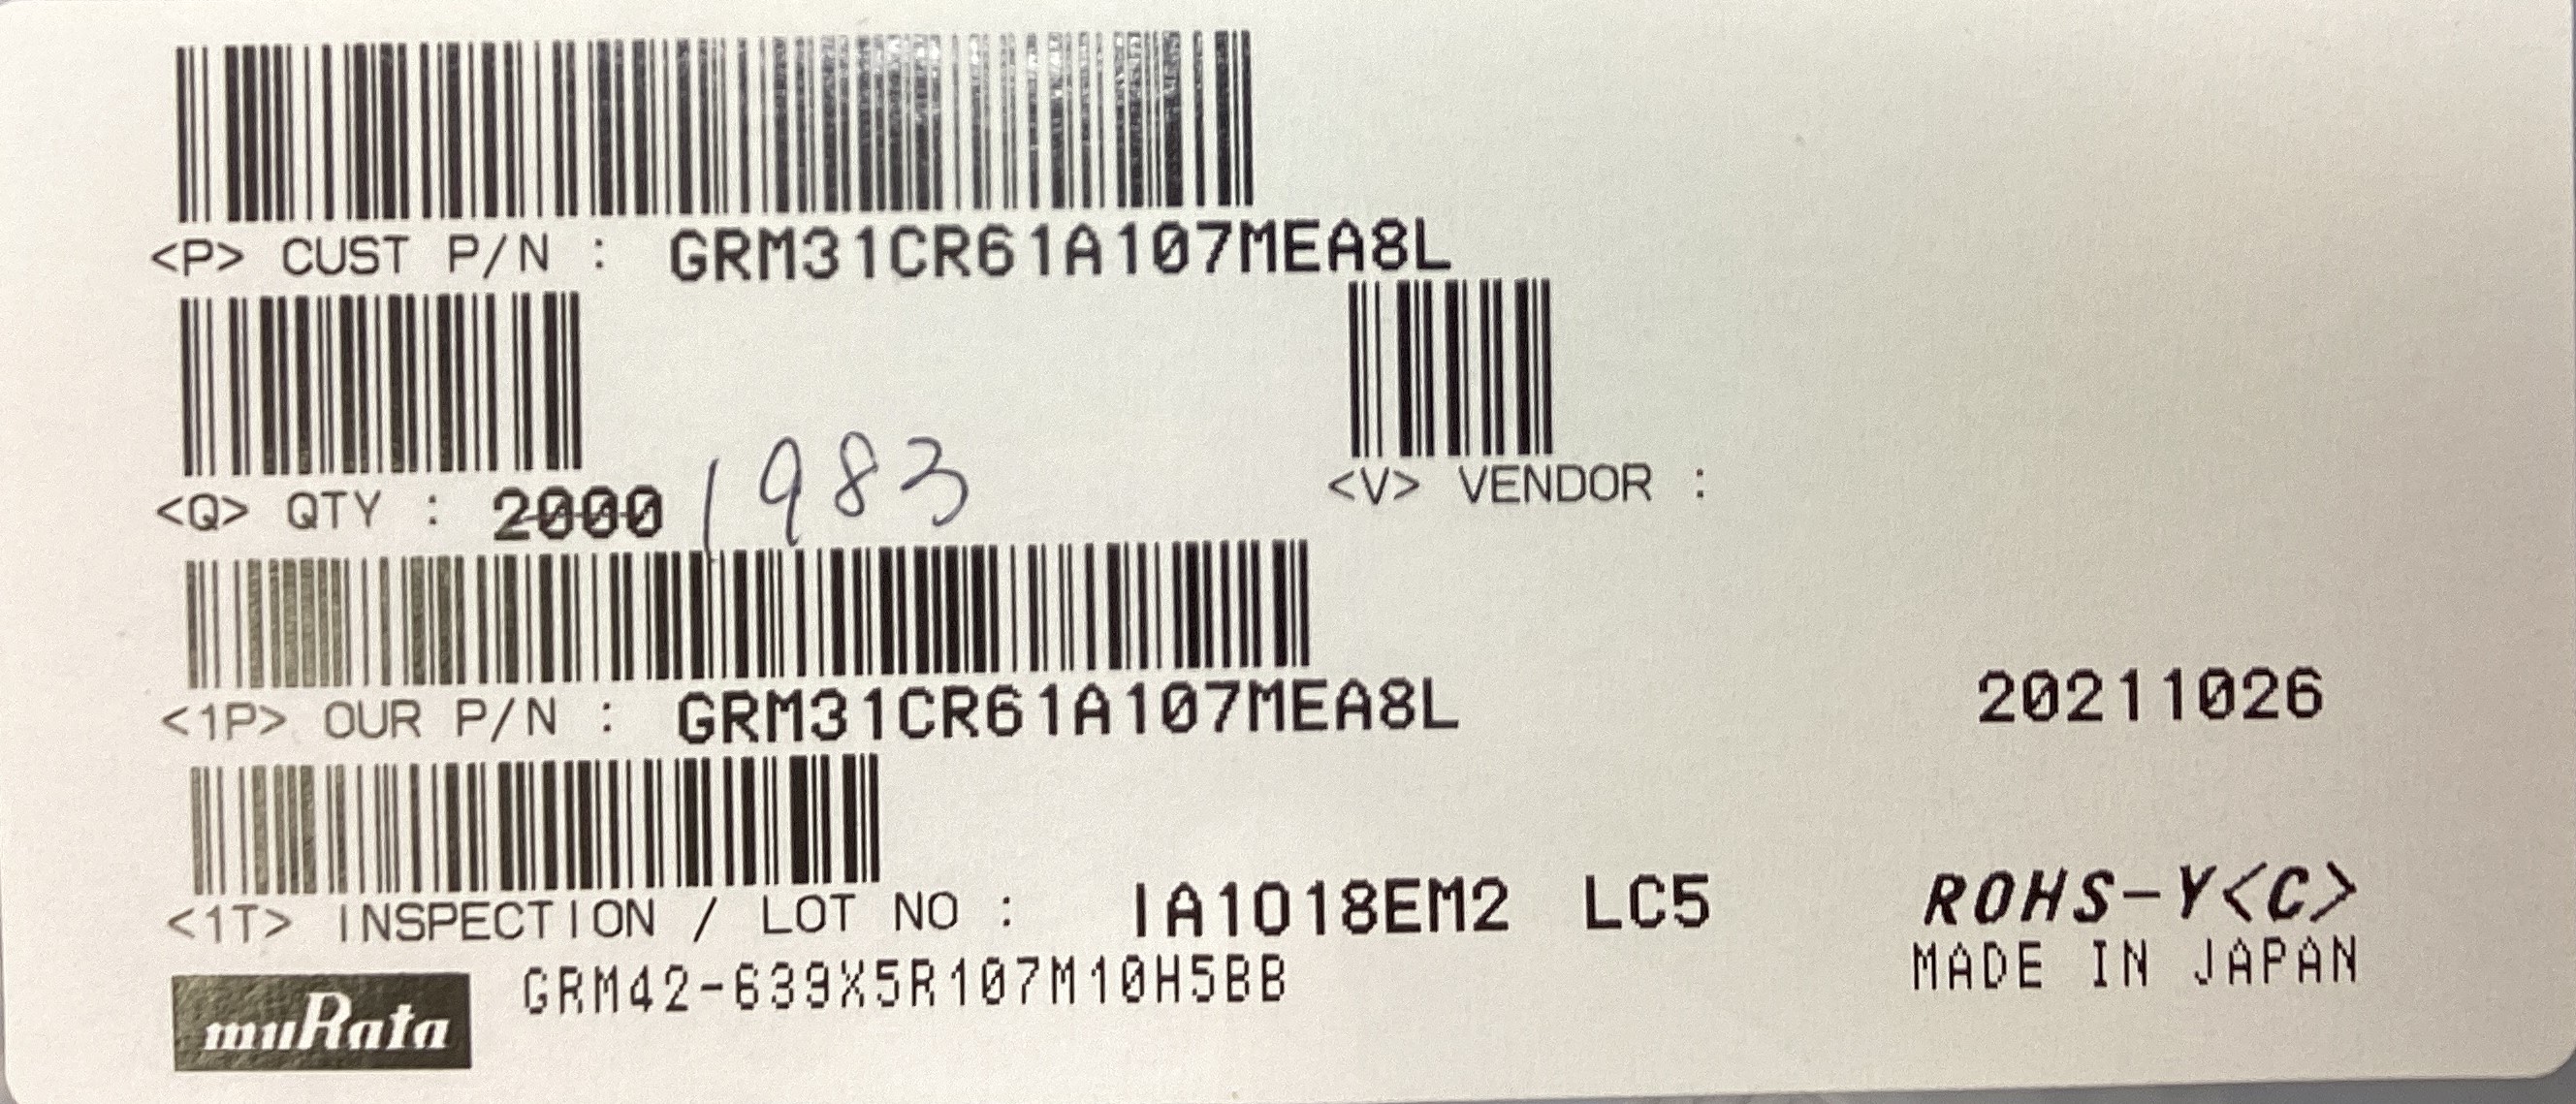 <P> CUST P/N : GRM31CR61A107MEA8L
<Q> QTY : 2000 1983
<V> VENDOR :
<1P> OUR P/N : GRM31CR61A107MEA8L
20211026
<1T> INSPECTION / LOT NO : IA1018EM2 LC5
ROHS-Y<C>
MADE IN JAPAN
muRata
GRM42-639X5R107M10H5BB